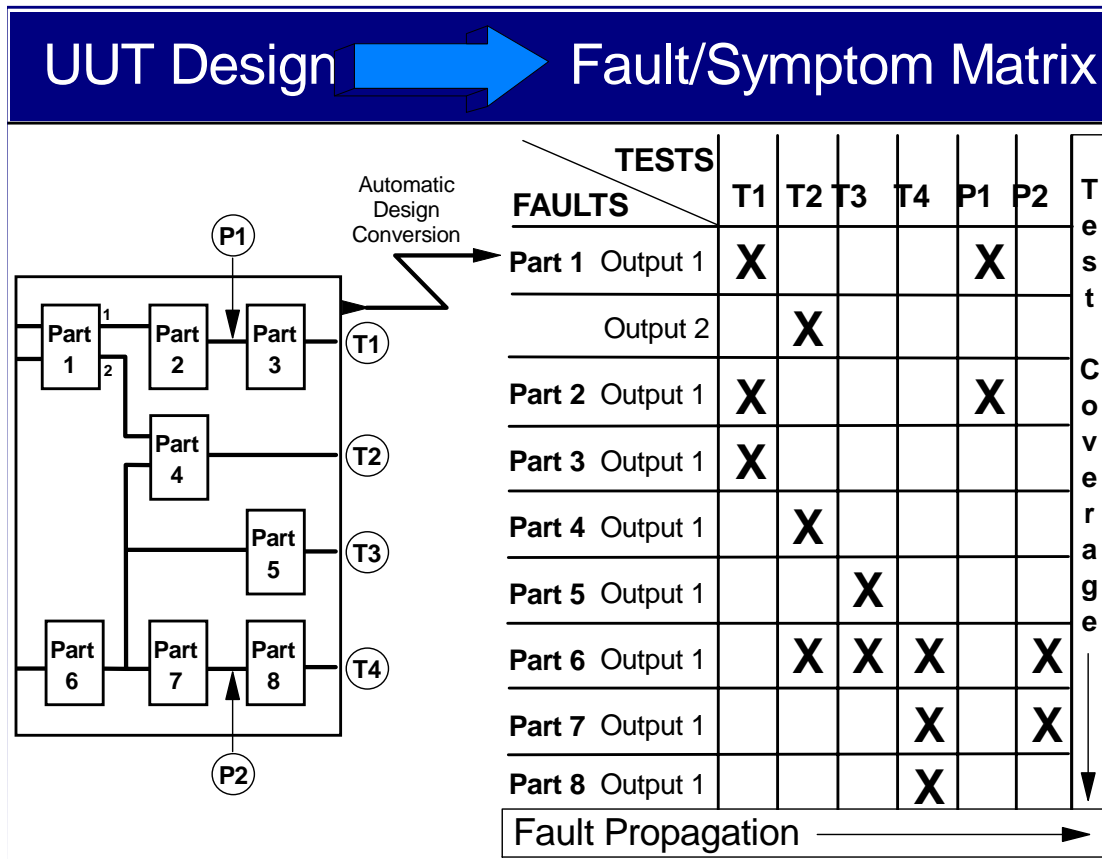 UUT Design Fault/Symptom Matrix
Automatic
Design
Conversion
P1
Part
1
1
2
Part
2
Part
3
T1
Part
4
T2
Part
5
T3
Part
6
Part
7
Part
8
T4
P2
TESTS
FAULTS
T1 T2 T3 T4 P1 P2
Part 1 Output 1 X X
Output 2 X
Part 2 Output 1 X X
Part 3 Output 1 X
Part 4 Output 1 X
Part 5 Output 1 X
Part 6 Output 1 X X X X
Part 7 Output 1 X X
Part 8 Output 1 X
Test Coverage
Fault Propagation